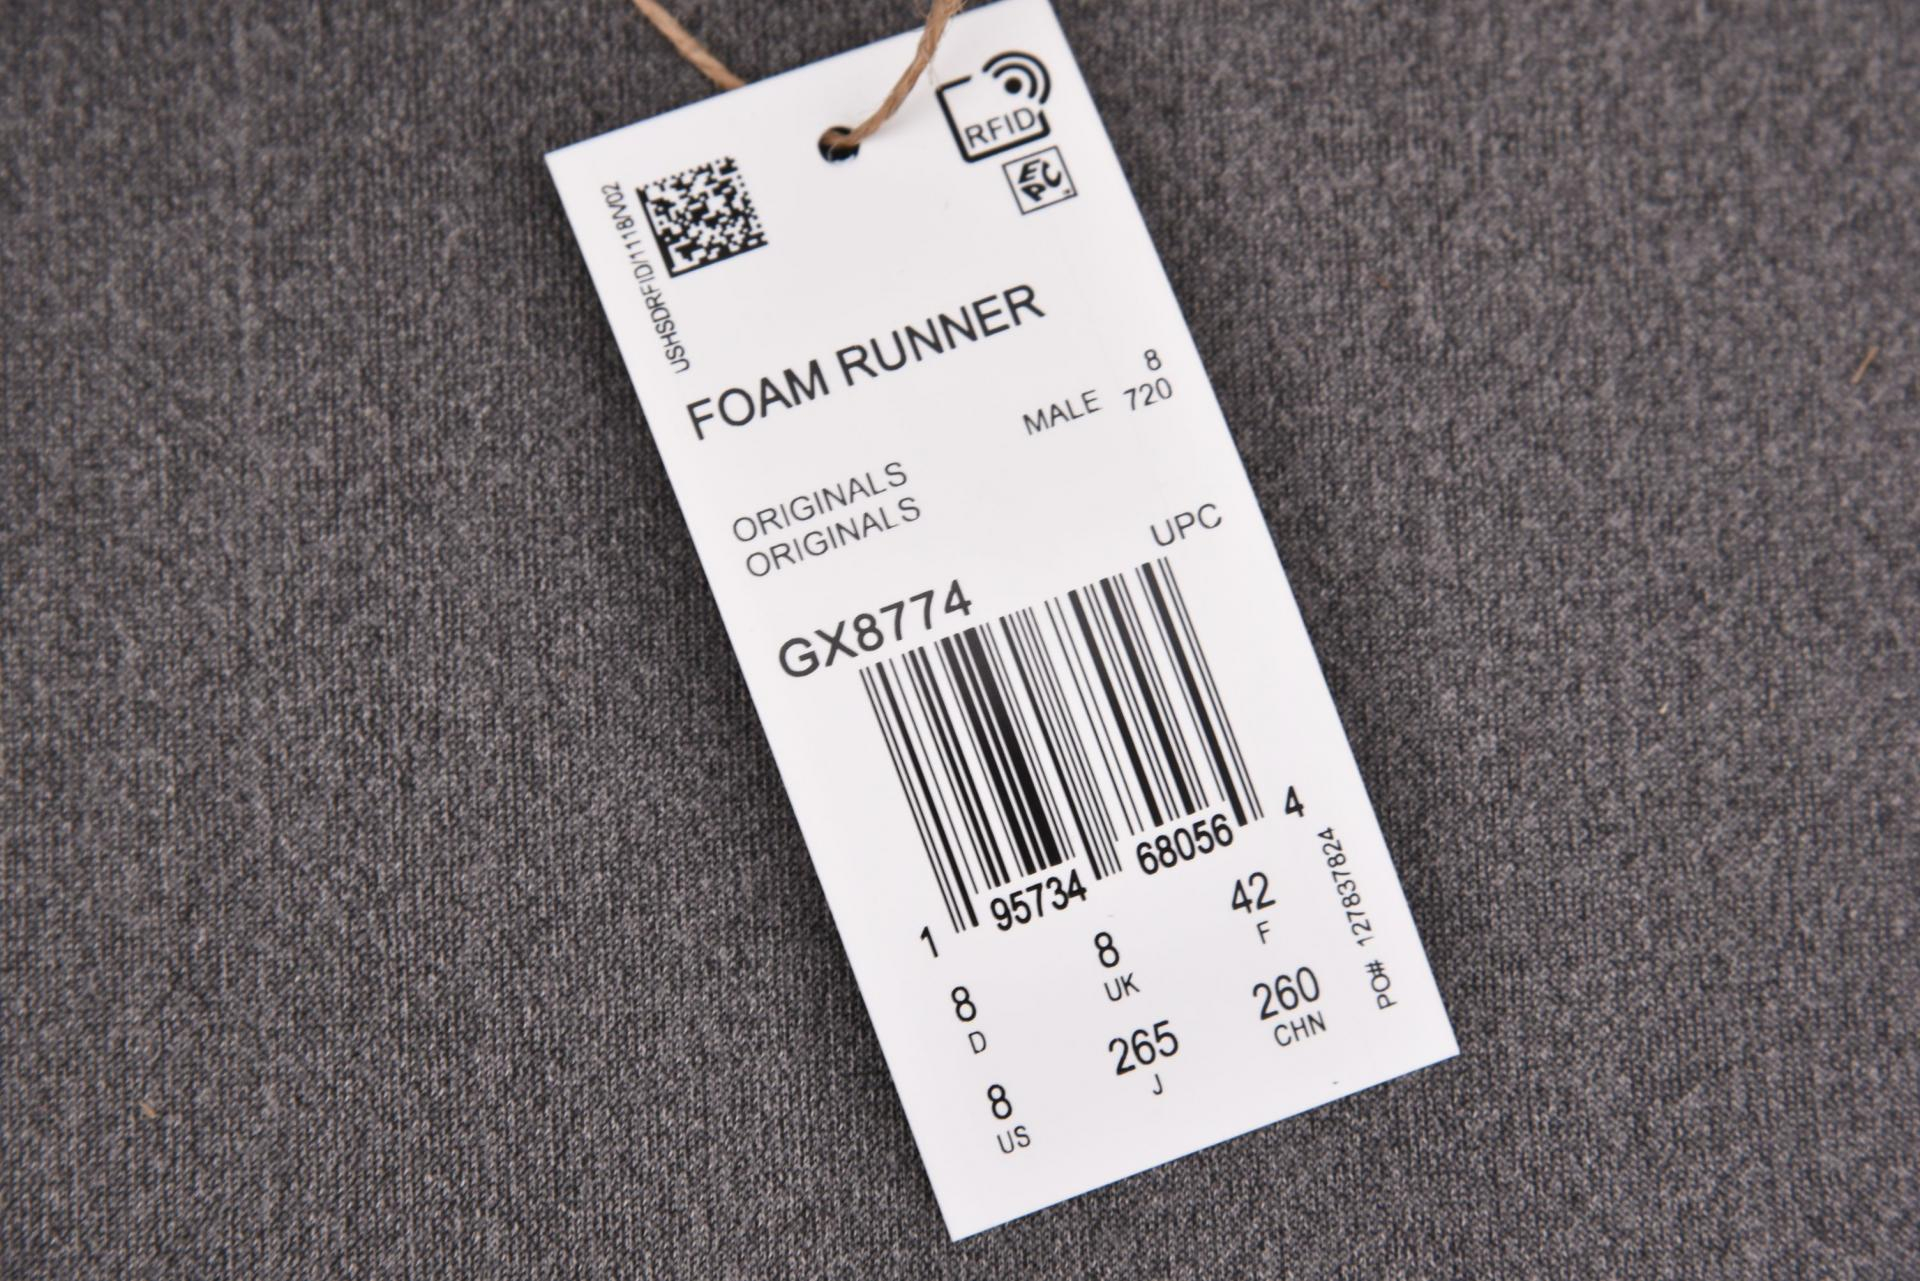 RFID
EPC
USHSDRFID/1118/V02
FOAM RUNNER
8
MALE 720
ORIGINALS
ORIGINALS
UPC
GX8774
1 95734 68056 4
8 8 42
D UK F
8 265 260
US J CHN
PO# 127837824